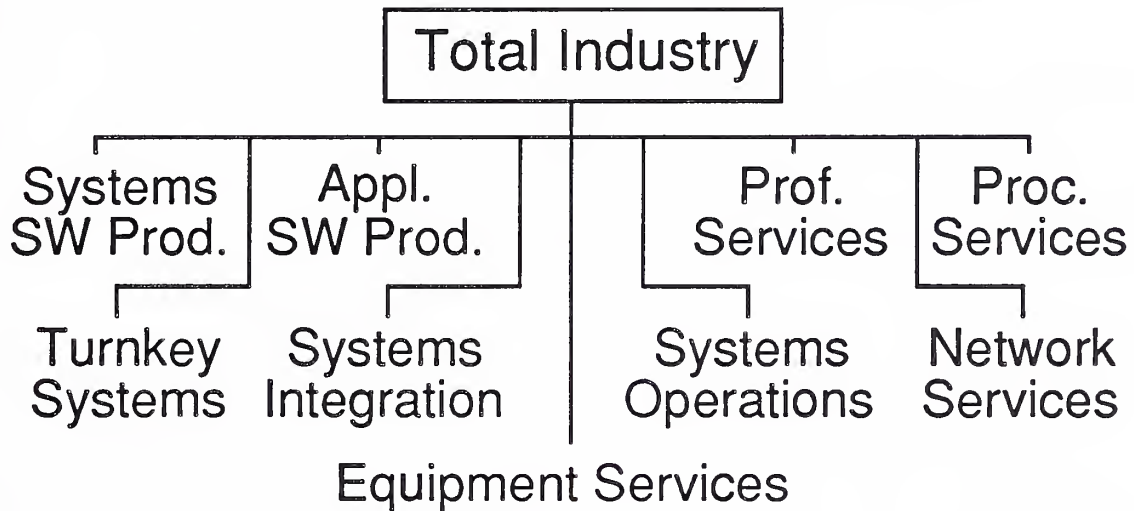 Total Industry
Systems
SW Prod.
Appl.
SW Prod.
Prof.
Services
Proc.
Services
Turnkey
Systems
Systems
Integration
Systems
Operations
Network
Services
Equipment Services